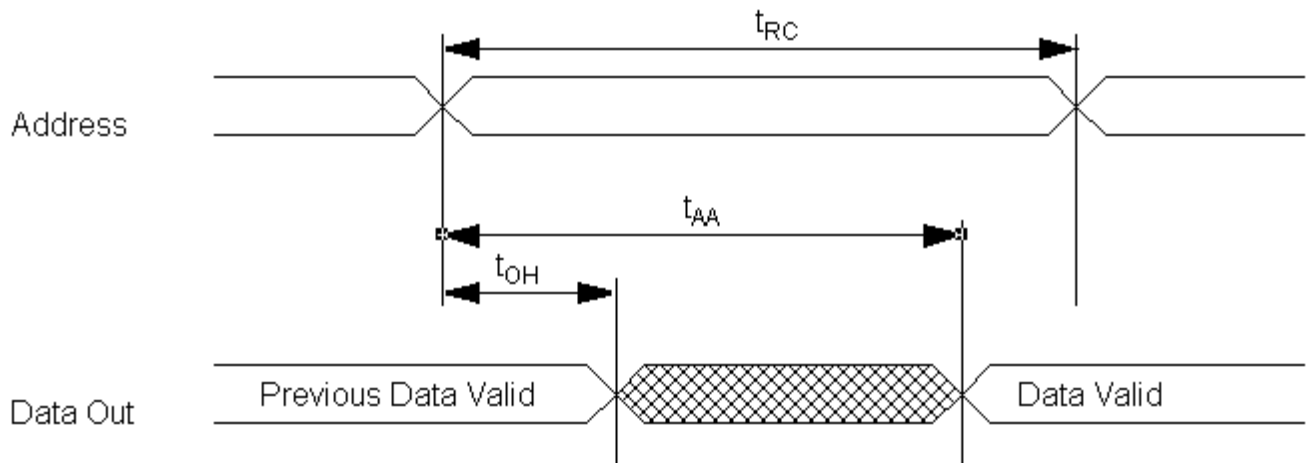 tRC
Address
tAA
tOH
Previous Data Valid
Data Valid
Data Out